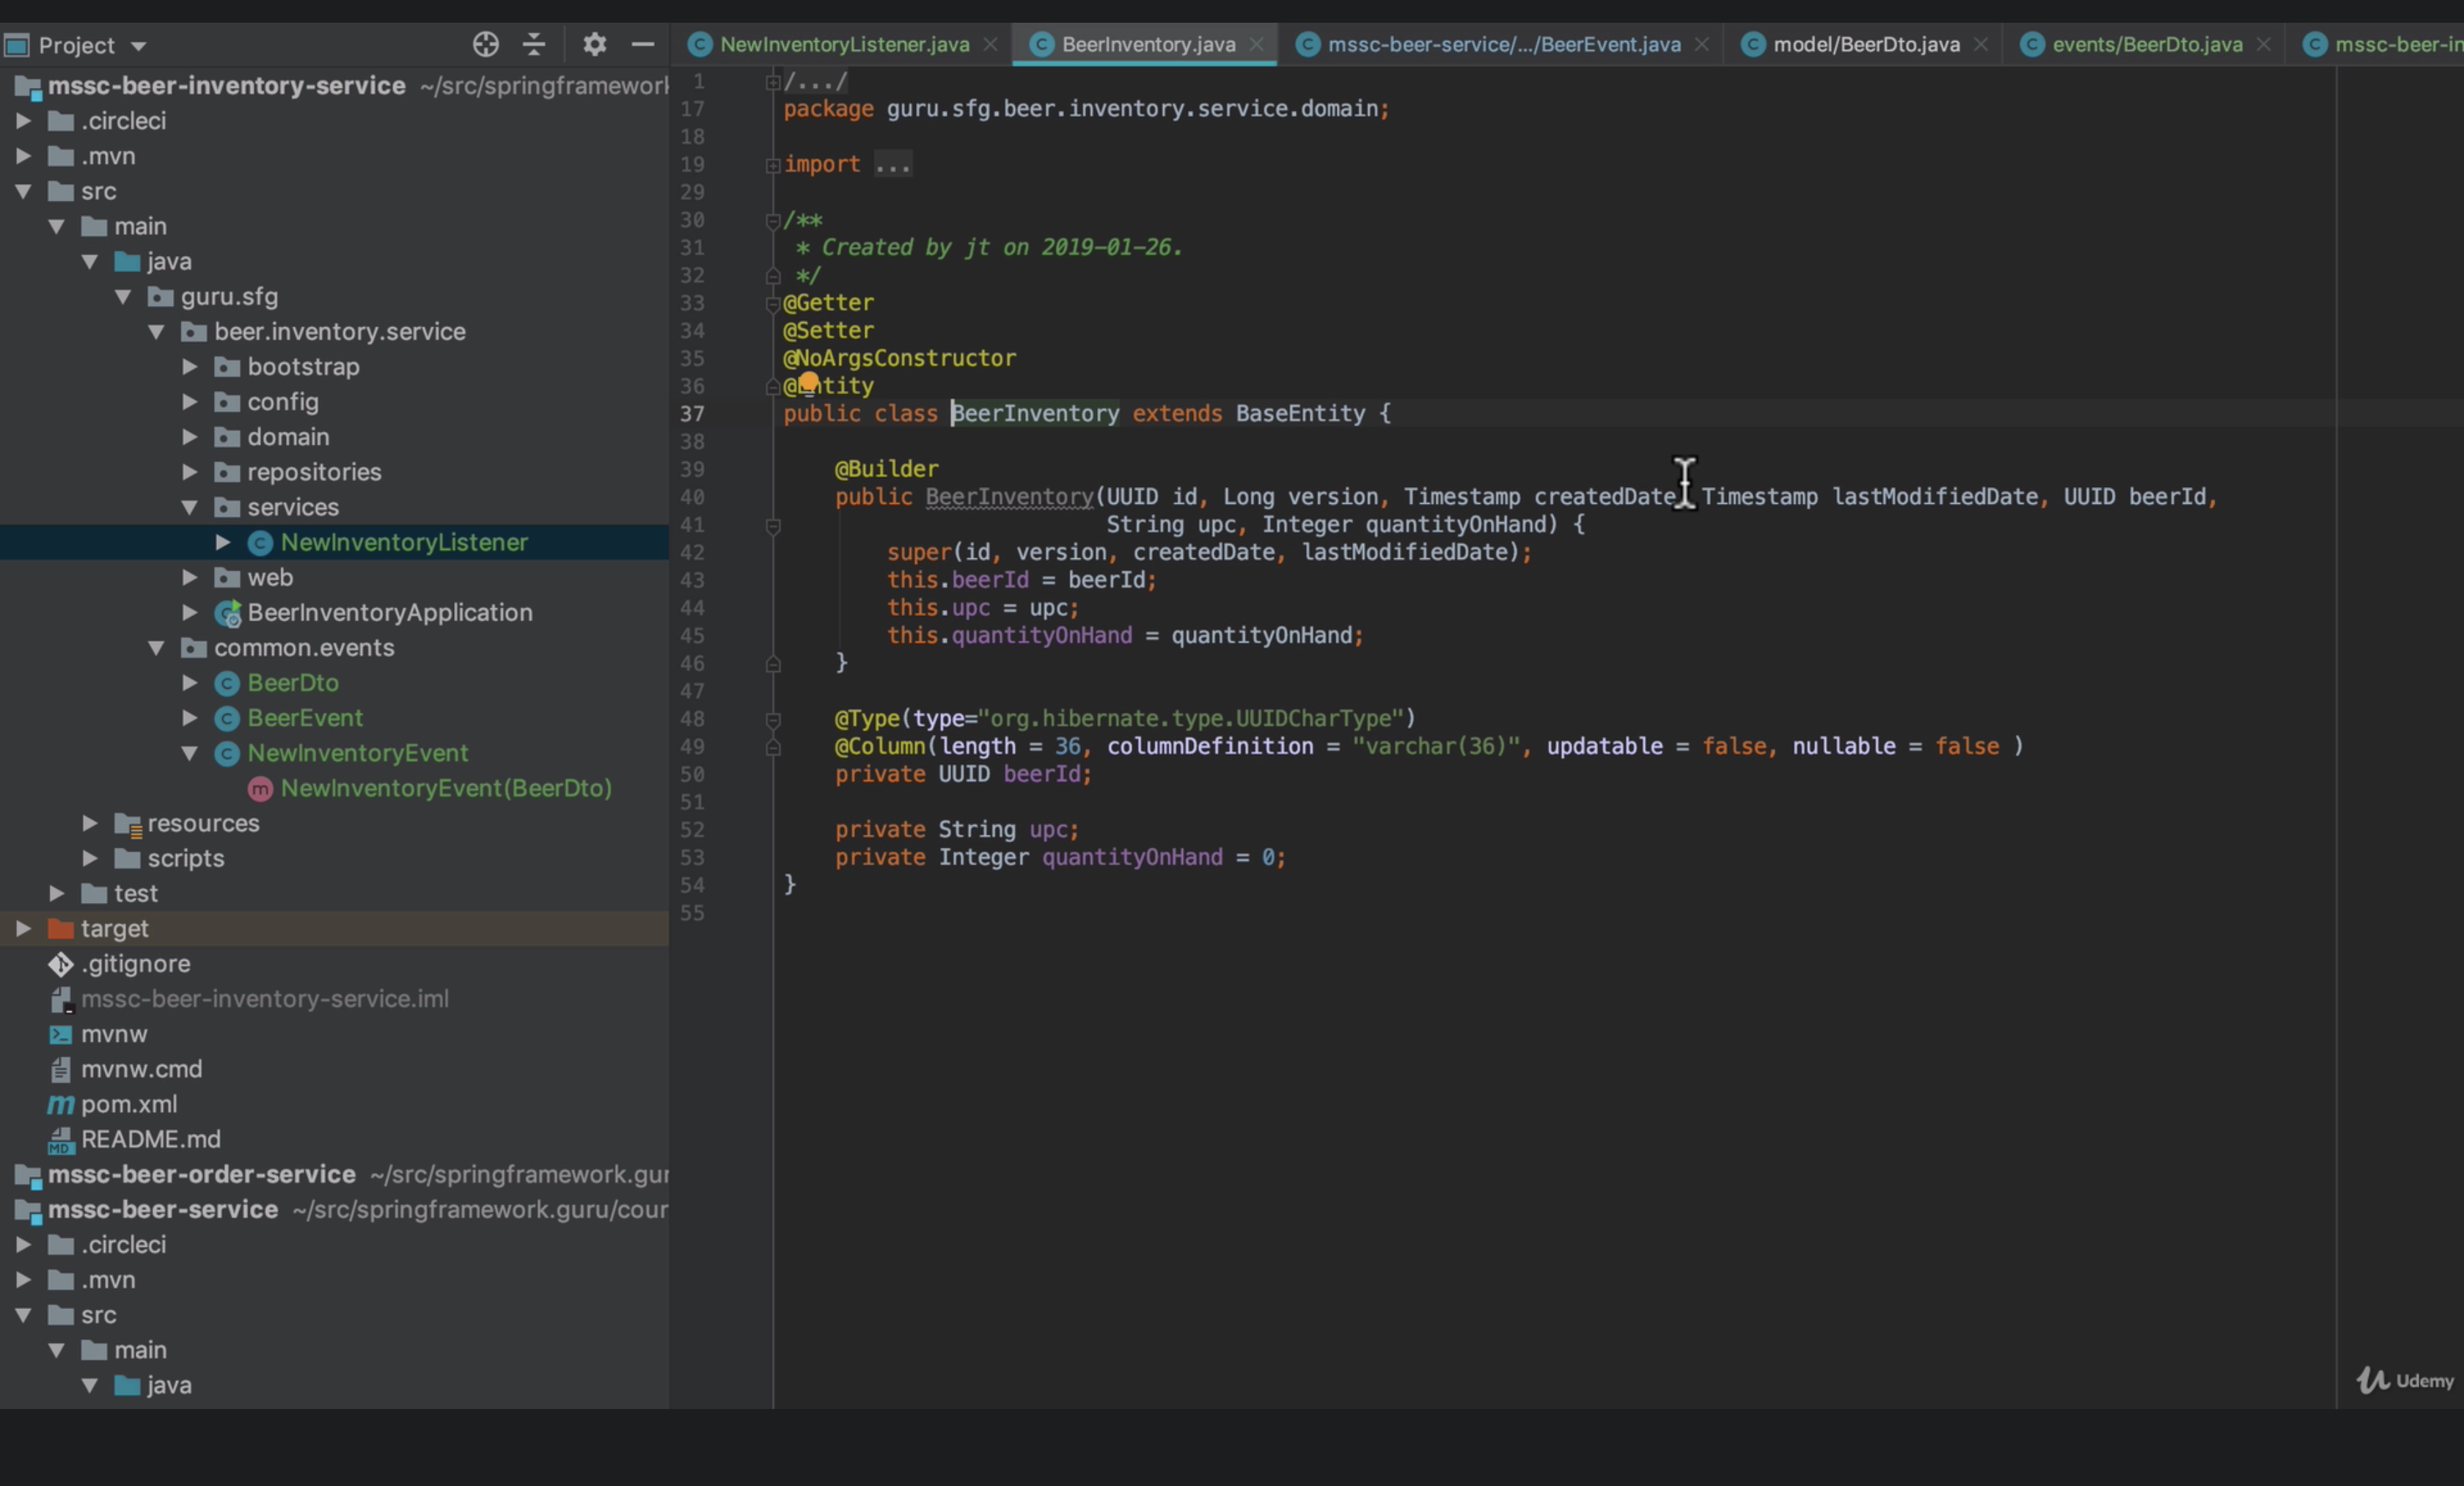 Project
NewInventoryListener.java
BeerInventory.java
mssc-beer-service/.../BeerEvent.java
model/BeerDto.java
events/BeerDto.java
mssc-beer-in
mssc-beer-inventory-service ~/src/springframework
.circleci
.mvn
src
main
java
guru.sfg
beer.inventory.service
bootstrap
config
domain
repositories
services
NewInventoryListener
web
BeerInventoryApplication
common.events
BeerDto
BeerEvent
NewInventoryEvent
NewInventoryEvent(BeerDto)
resources
scripts
test
target
.gitignore
mssc-beer-inventory-service.iml
mvnw
mvnw.cmd
pom.xml
README.md
mssc-beer-order-service ~/src/springframework.gur
mssc-beer-service ~/src/springframework.guru/cour
.circleci
.mvn
src
main
java
1 /.../
17 package guru.sfg.beer.inventory.service.domain;
18
19 import ...
29
30 /**
31 * Created by jt on 2019-01-26.
32 */
33 @Getter
34 @Setter
35 @NoArgsConstructor
36 @Entity
37 public class BeerInventory extends BaseEntity {
38
39 @Builder
40 public BeerInventory(UUID id, Long version, Timestamp createdDate, Timestamp lastModifiedDate, UUID beerId,
41 String upc, Integer quantityOnHand) {
42 super(id, version, createdDate, lastModifiedDate);
43 this.beerId = beerId;
44 this.upc = upc;
45 this.quantityOnHand = quantityOnHand;
46 }
47
48 @Type(type="org.hibernate.type.UUIDCharType")
49 @Column(length = 36, columnDefinition = "varchar(36)", updatable = false, nullable = false )
50 private UUID beerId;
51
52 private String upc;
53 private Integer quantityOnHand = 0;
54 }
55
Udemy